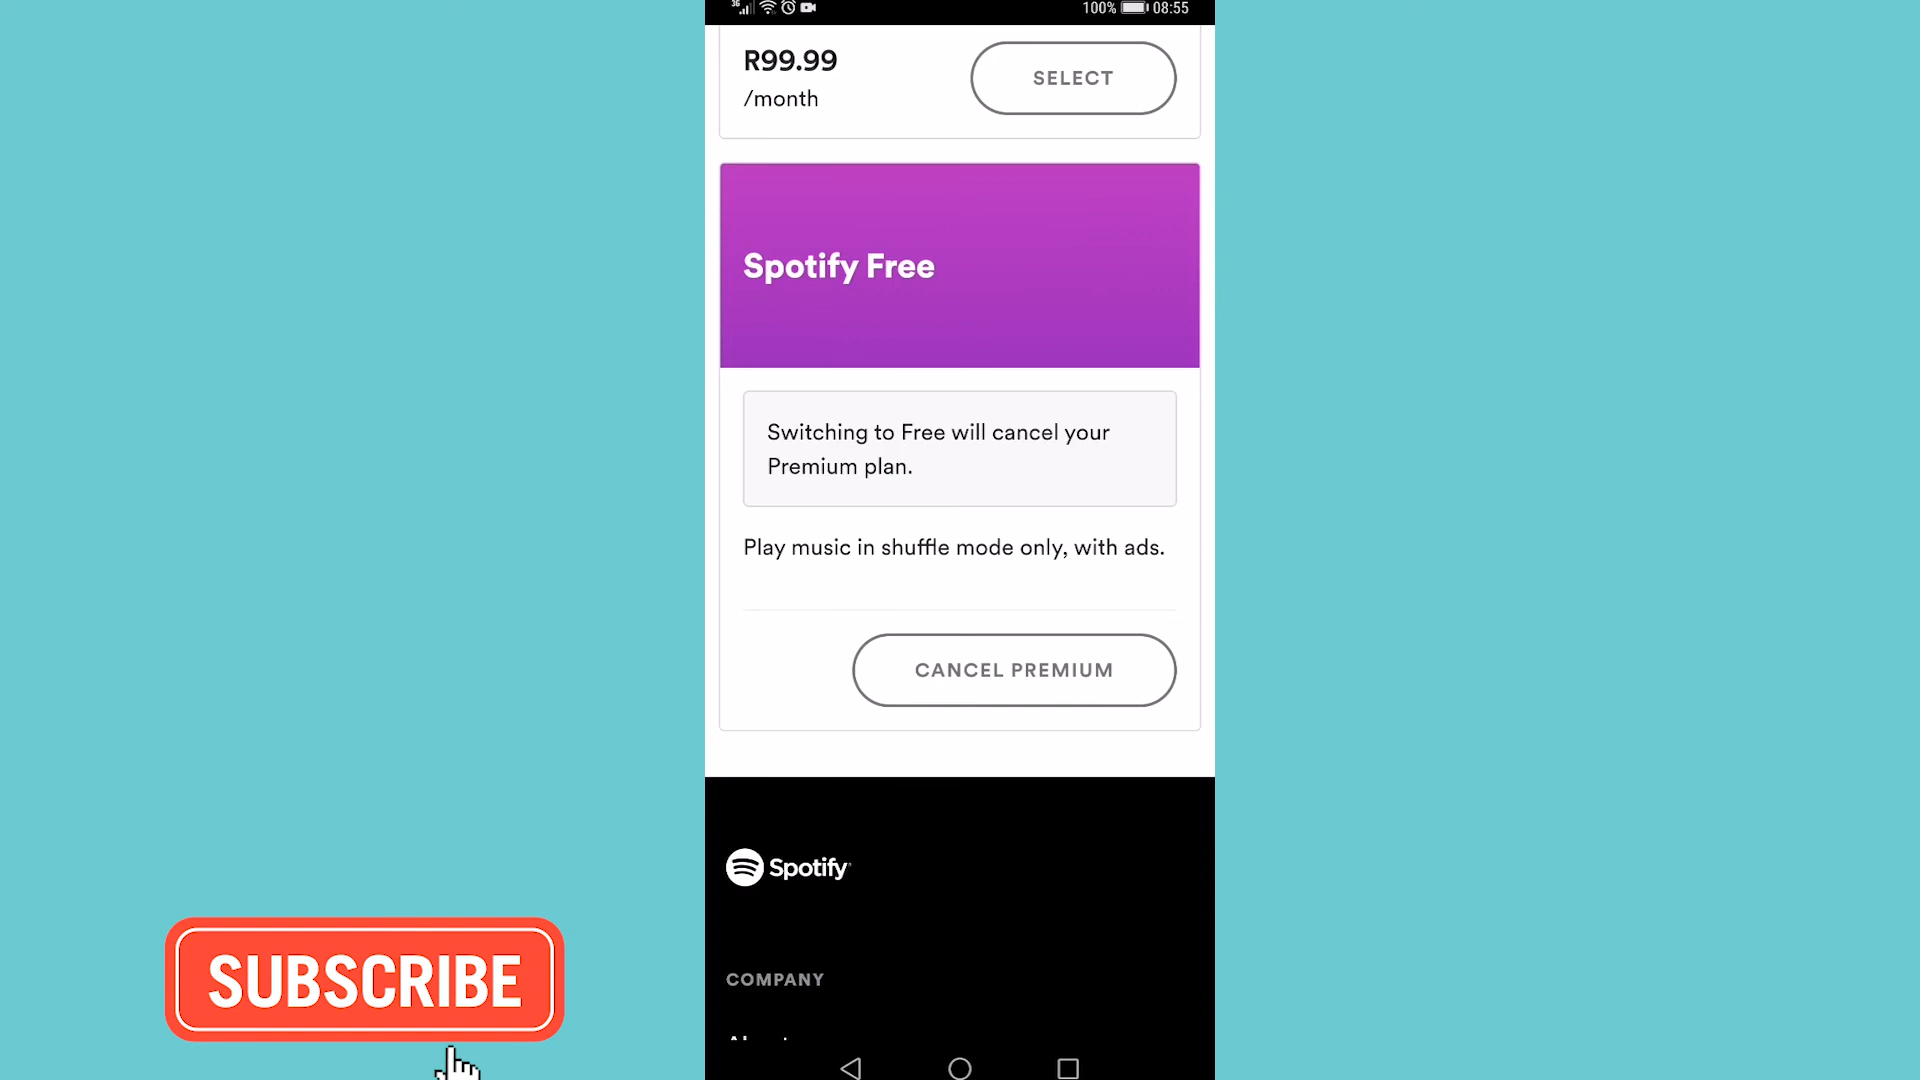 3G
100% 08:55
R99.99
/month
SELECT
Spotify Free
Switching to Free will cancel your
Premium plan.
Play music in shuffle mode only, with ads.
CANCEL PREMIUM
Spotify
COMPANY
SUBSCRIBE